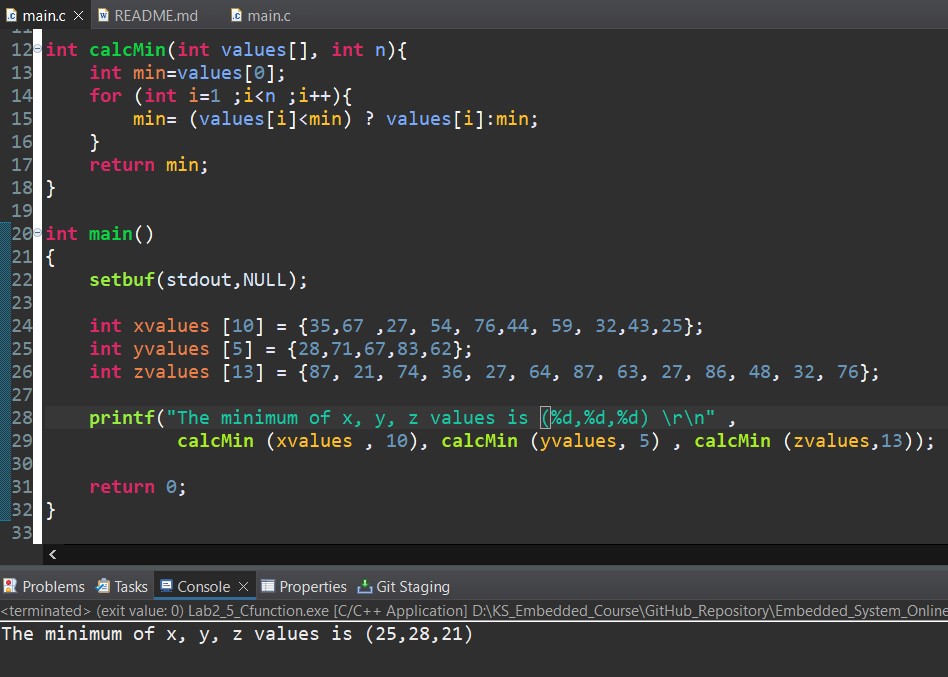 main.c README.md main.c
11
12 int calcMin(int values[], int n){
13     int min=values[0];
14     for (int i=1 ;i<n ;i++){
15         min= (values[i]<min) ? values[i]:min;
16     }
17     return min;
18 }
19
20 int main()
21 {
22     setbuf(stdout,NULL);
23
24     int xvalues [10] = {35,67 ,27, 54, 76,44, 59, 32,43,25};
25     int yvalues [5] = {28,71,67,83,62};
26     int zvalues [13] = {87, 21, 74, 36, 27, 64, 87, 63, 27, 86, 48, 32, 76};
27
28     printf("The minimum of x, y, z values is (%d,%d,%d) \r\n" ,
29             calcMin (xvalues , 10), calcMin (yvalues, 5) , calcMin (zvalues,13));
30
31     return 0;
32 }
33
Problems Tasks Console Properties Git Staging
<terminated> (exit value: 0) Lab2_5_Cfunction.exe [C/C++ Application] D:\KS_Embedded_Course\GitHub_Repository\Embedded_System_Online
The minimum of x, y, z values is (25,28,21)